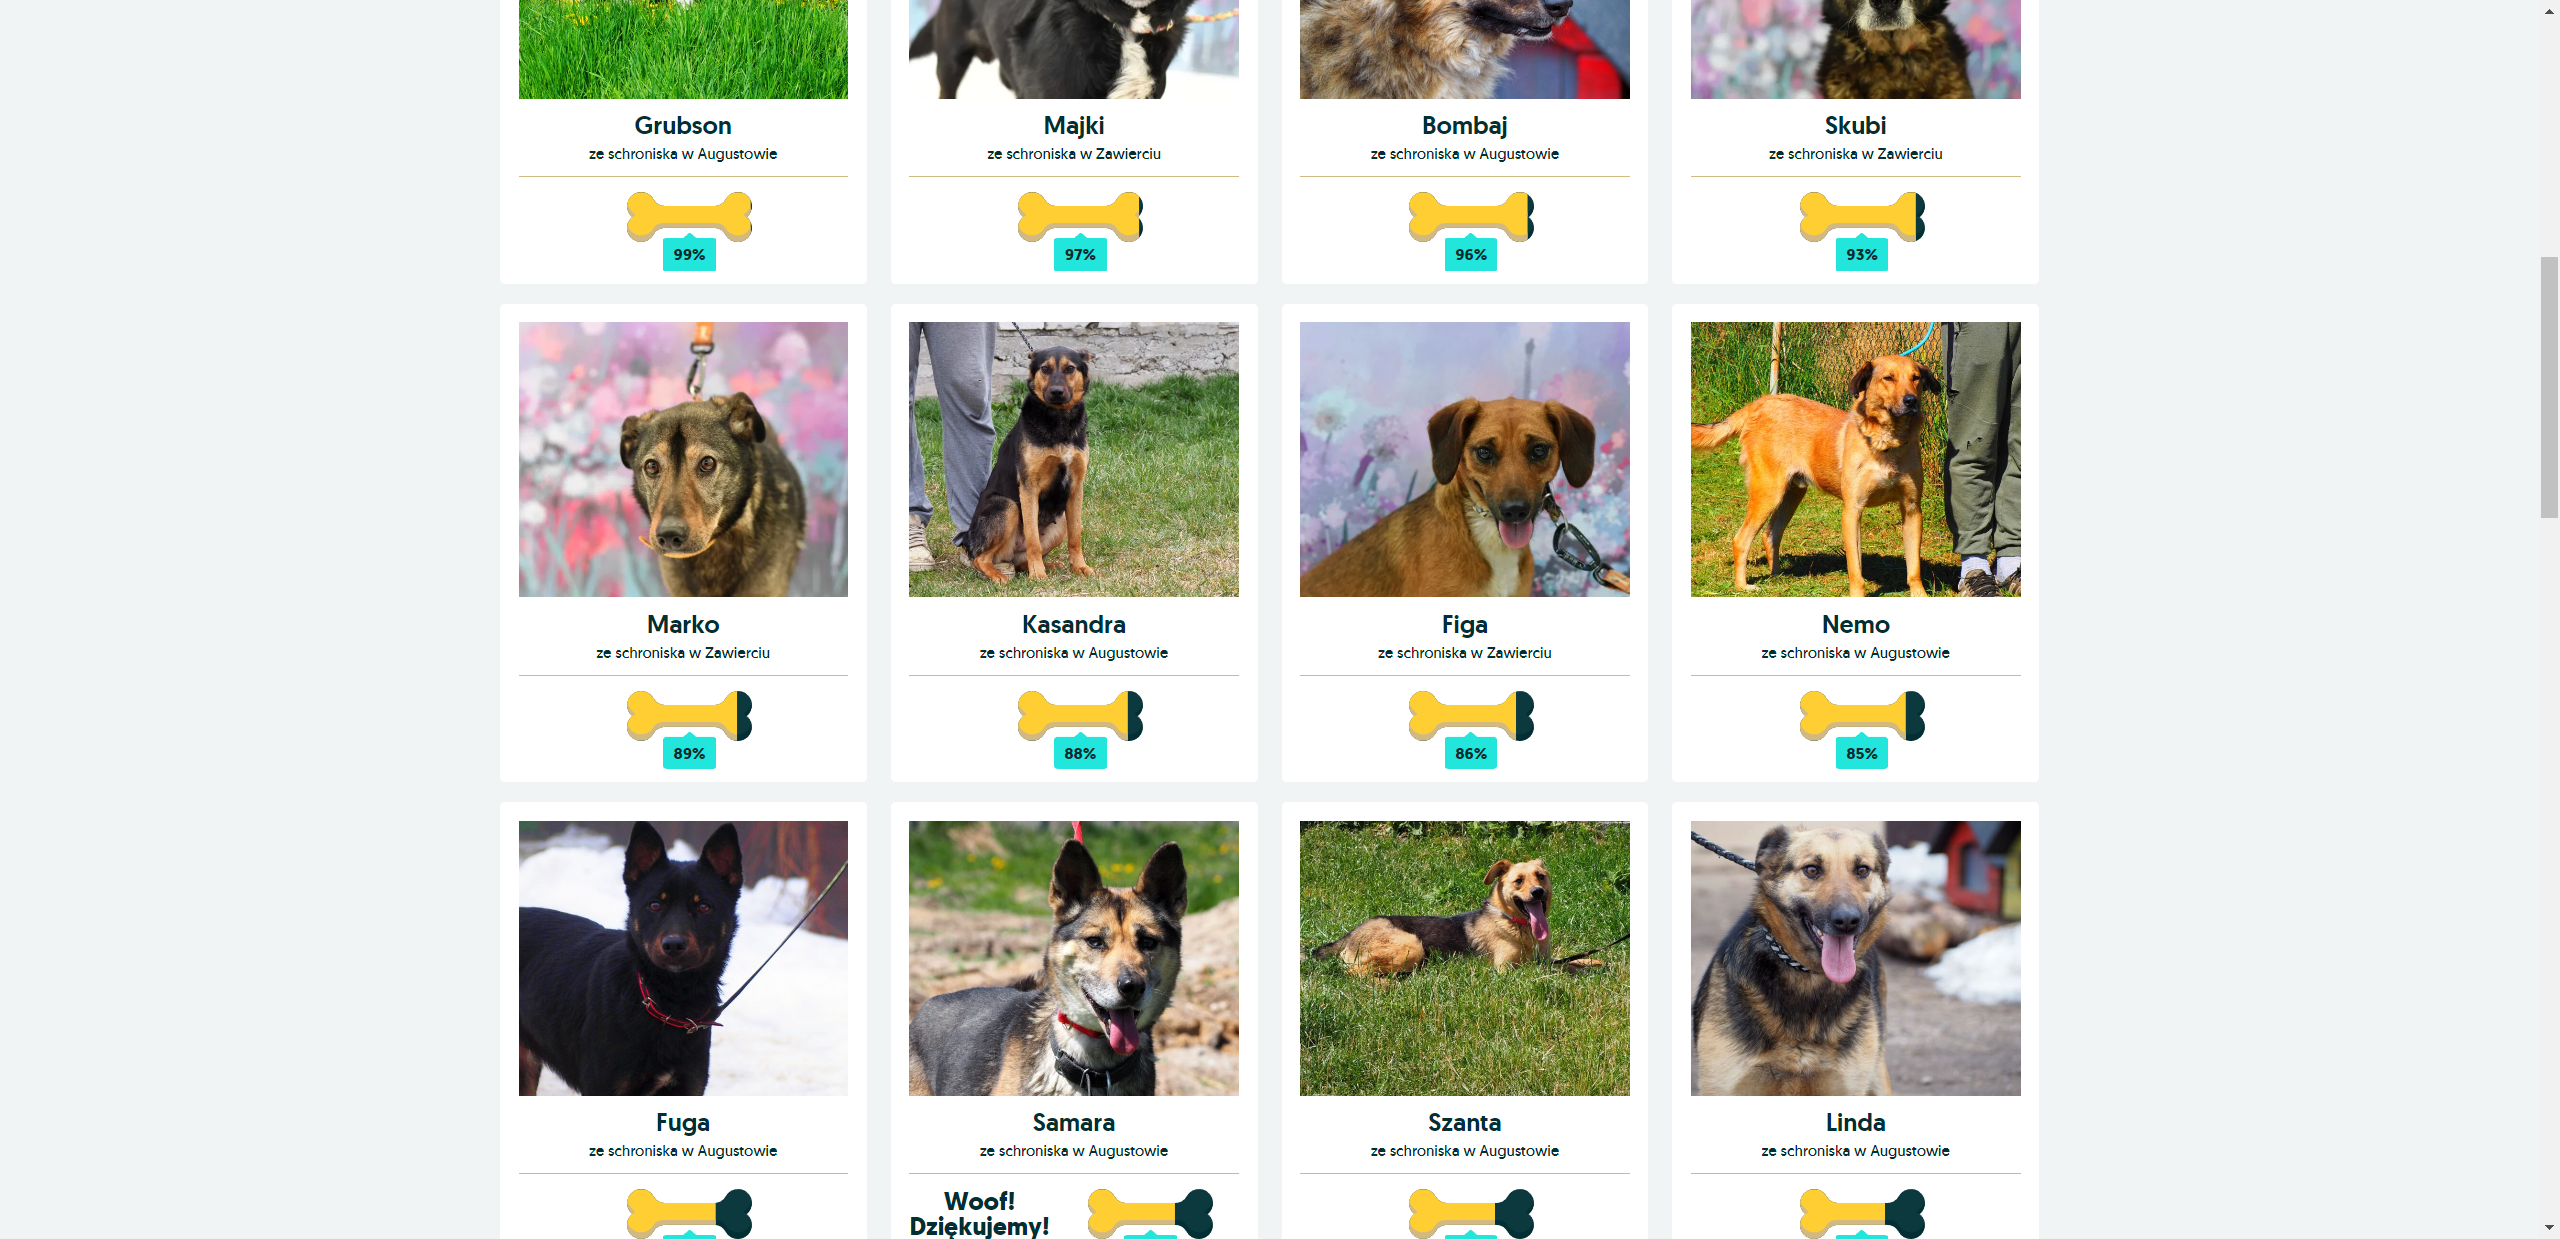 Grubson
ze schroniska w Augustowie
99%
Majki
ze schroniska w Zawierciu
97%
Bombaj
ze schroniska w Augustowie
96%
Skubi
ze schroniska w Zawierciu
93%
Marko
ze schroniska w Zawierciu
89%
Kasandra
ze schroniska w Augustowie
88%
Figa
ze schroniska w Zawierciu
86%
Nemo
ze schroniska w Augustowie
85%
Fuga
ze schroniska w Augustowie
Samara
ze schroniska w Augustowie
Woof!
Dziękujemy!
Szanta
ze schroniska w Augustowie
Linda
ze schroniska w Augustowie